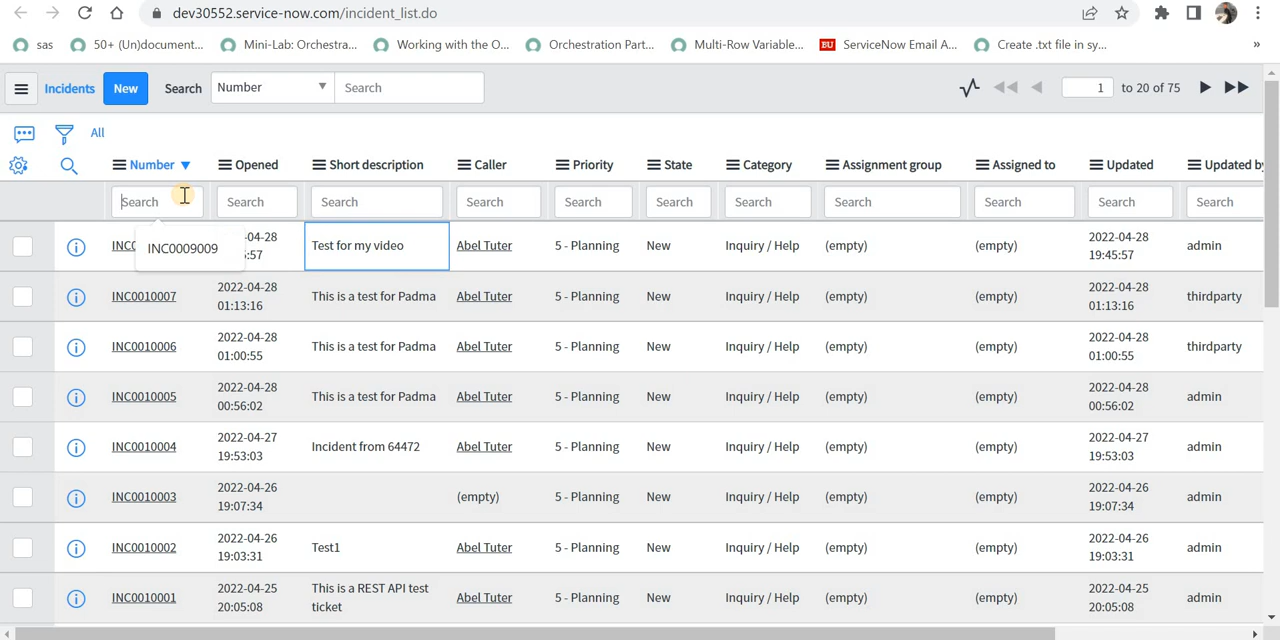 dev30552.service-now.com/incident_list.do
sas 50+ (Un)document... Mini-Lab: Orchestra... Working with the O... Orchestration Part... Multi-Row Variable... BU ServiceNow Email A... Create .txt file in sy... »
Incidents New Search Number Search 1 to 20 of 75
All
Number Opened Short description Caller Priority State Category Assignment group Assigned to Updated Updated by
Search Search Search Search Search Search Search Search Search Search Search
INC0009009
INC 04-28 :57 Test for my video Abel Tuter 5 - Planning New Inquiry / Help (empty) (empty) 2022-04-28 19:45:57 admin
INC0010007 2022-04-28 01:13:16 This is a test for Padma Abel Tuter 5 - Planning New Inquiry / Help (empty) (empty) 2022-04-28 01:13:16 thirdparty
INC0010006 2022-04-28 01:00:55 This is a test for Padma Abel Tuter 5 - Planning New Inquiry / Help (empty) (empty) 2022-04-28 01:00:55 thirdparty
INC0010005 2022-04-28 00:56:02 This is a test for Padma Abel Tuter 5 - Planning New Inquiry / Help (empty) (empty) 2022-04-28 00:56:02 admin
INC0010004 2022-04-27 19:53:03 Incident from 64472 Abel Tuter 5 - Planning New Inquiry / Help (empty) (empty) 2022-04-27 19:53:03 admin
INC0010003 2022-04-26 19:07:34 (empty) 5 - Planning New Inquiry / Help (empty) (empty) 2022-04-26 19:07:34 admin
INC0010002 2022-04-26 19:03:31 Test1 Abel Tuter 5 - Planning New Inquiry / Help (empty) (empty) 2022-04-26 19:03:31 admin
INC0010001 2022-04-25 20:05:08 This is a REST API test ticket Abel Tuter 5 - Planning New Inquiry / Help (empty) (empty) 2022-04-25 20:05:08 admin